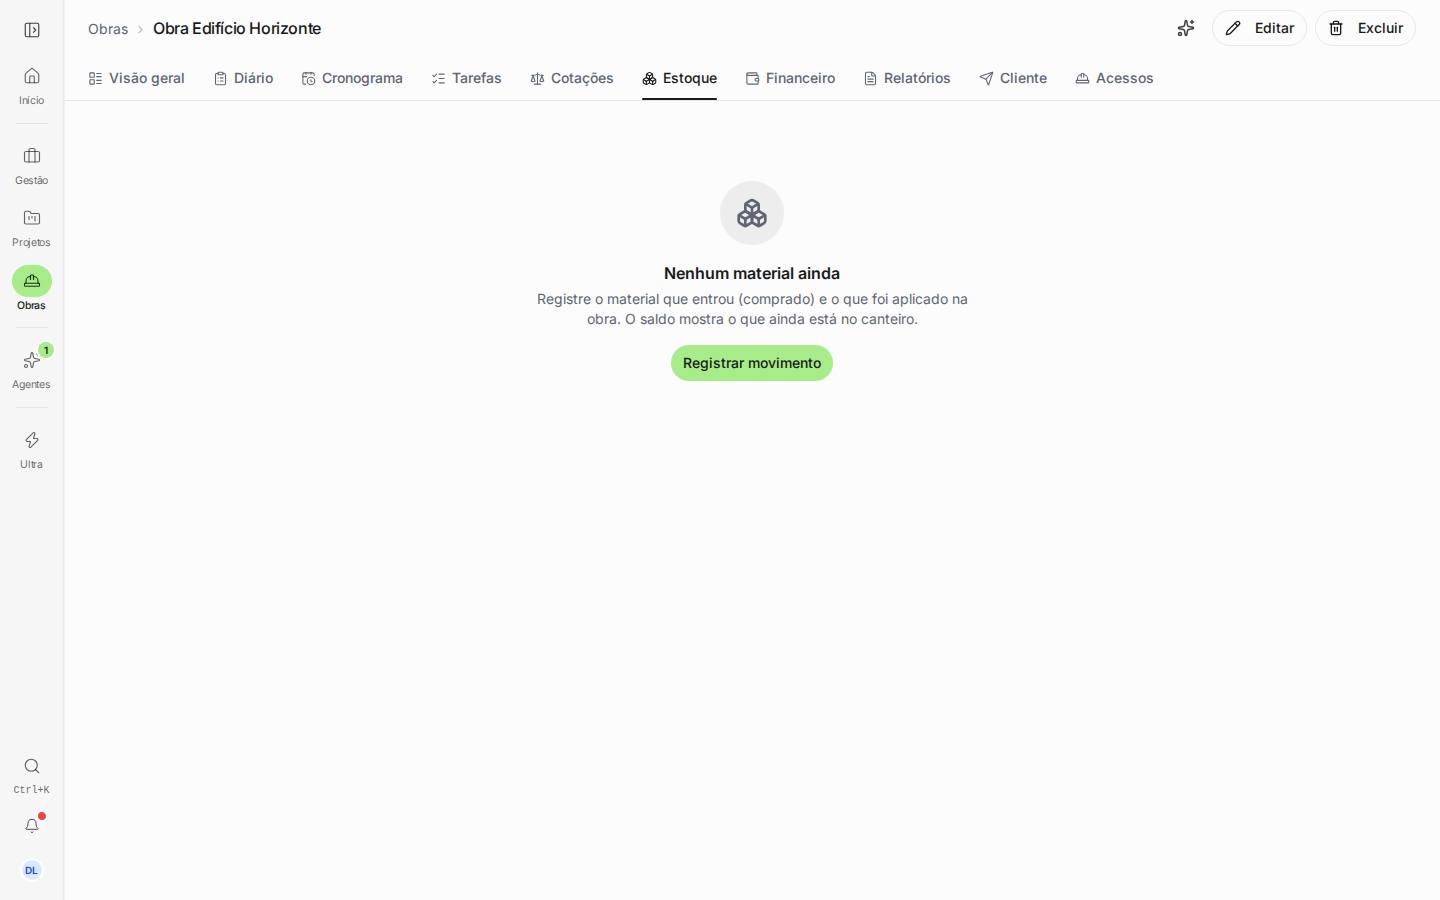 Obras
Obra Edifício Horizonte
Editar
Excluir
Visão geral
Diário
Cronograma
Tarefas
Cotações
Estoque
Financeiro
Relatórios
Cliente
Acessos
Início
Gestão
Projetos
Obras
1
Agentes
Ultra
Nenhum material ainda
Registre o material que entrou (comprado) e o que foi aplicado na
obra. O saldo mostra o que ainda está no canteiro.
Registrar movimento
Ctrl+K
DL